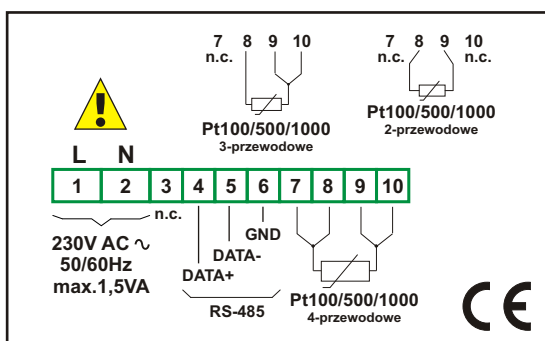 7 8 9 10
n.c.
Pt100/500/1000
3-przewodowe
7 8 9 10
n.c. n.c.
Pt100/500/1000
2-przewodowe
L N
1 2 3 4 5 6 7 8 9 10
n.c.
230V AC ∿
50/60Hz
max.1,5VA
DATA+
DATA-
GND
RS-485
Pt100/500/1000
4-przewodowe
CE